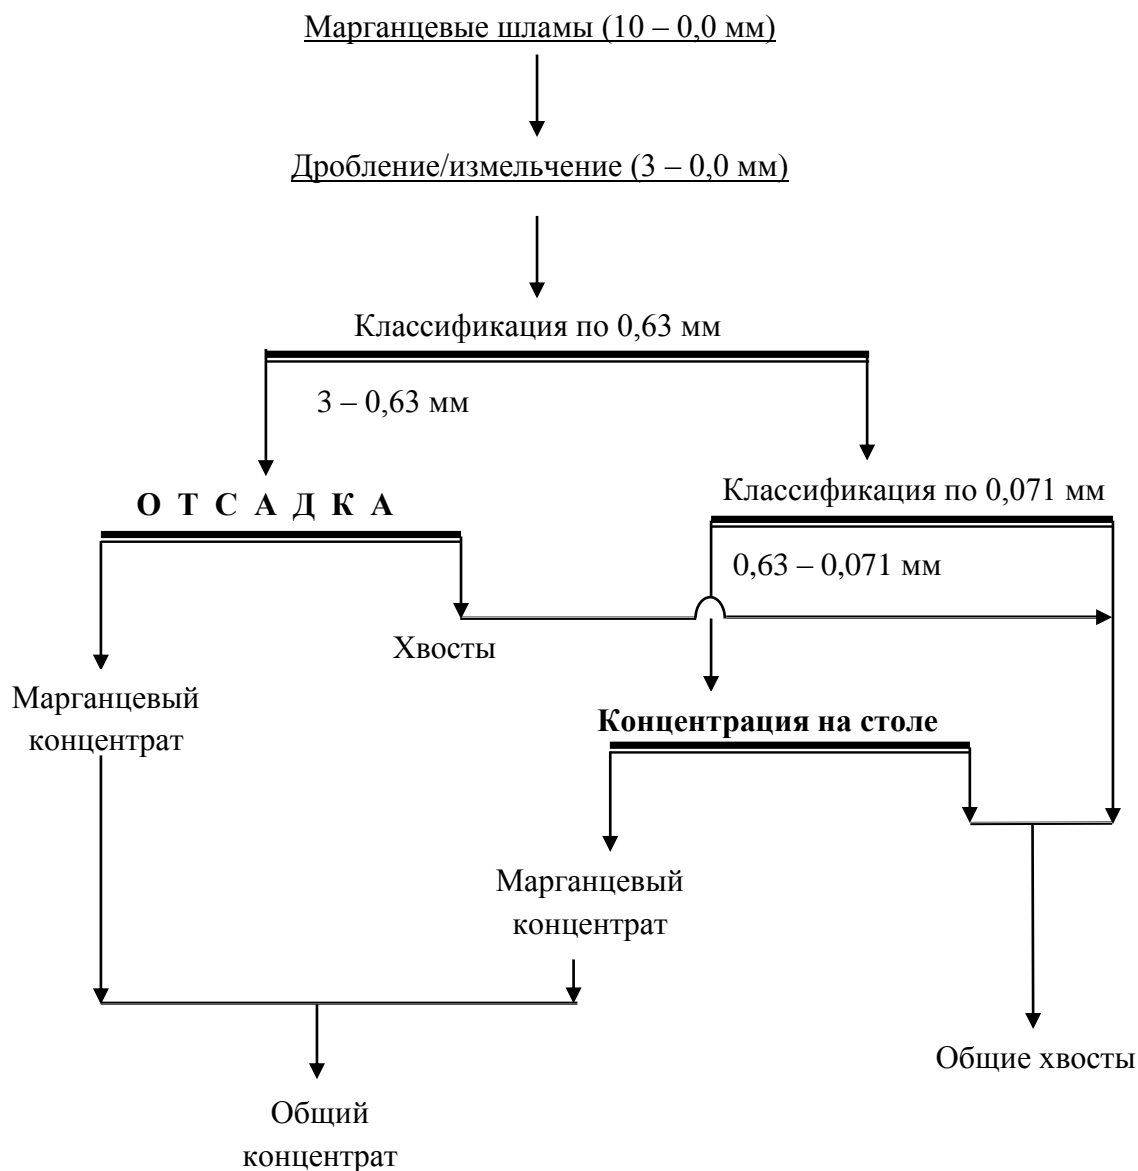 Марганцевые шламы (10 – 0,0 мм)
Дробление/измельчение (3 – 0,0 мм)
Классификация по 0,63 мм
3 – 0,63 мм
О Т С А Д К А
Классификация по 0,071 мм
0,63 – 0,071 мм
Хвосты
Марганцевый
концентрат
Концентрация на столе
Марганцевый
концентрат
Общие хвосты
Общий
концентрат